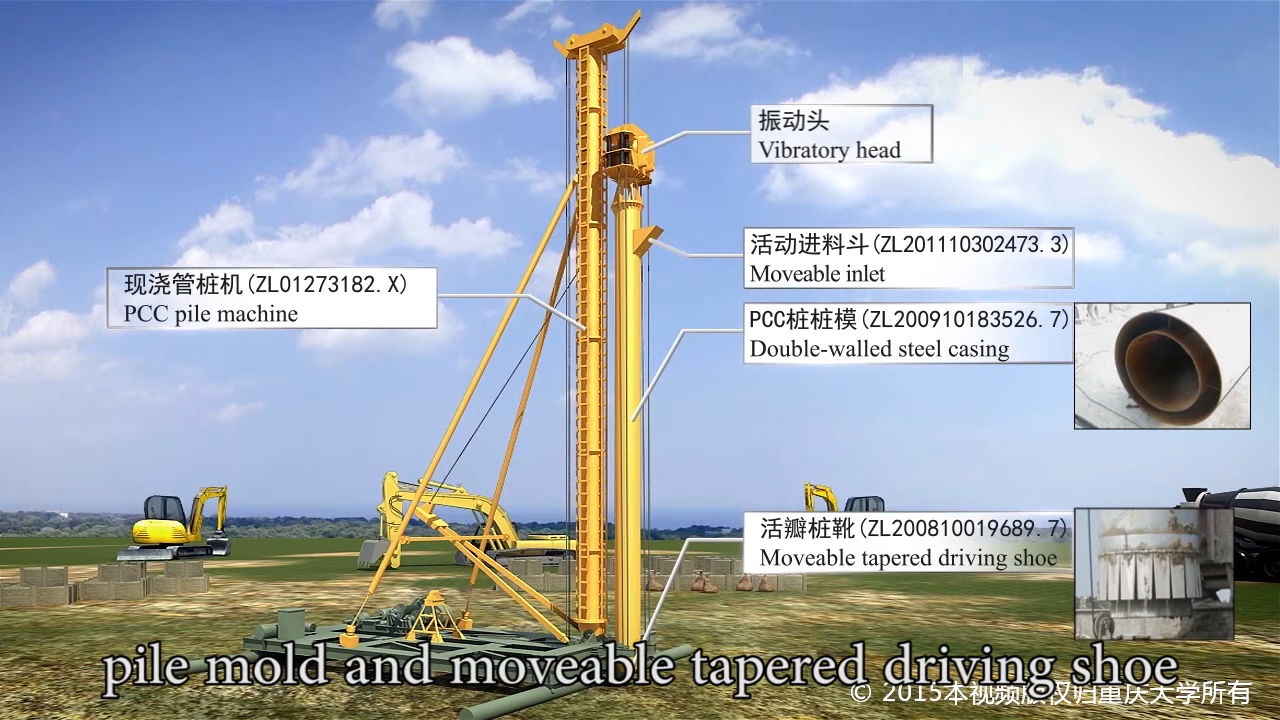 振动头
Vibratory head
活动进料斗(ZL201110302473.3)
Moveable inlet
现浇管桩机(ZL01273182.X)
PCC pile machine
PCC桩桩模(ZL200910183526.7)
Double-walled steel casing
活瓣桩靴(ZL200810019689.7)
Moveable tapered driving shoe
pile mold and moveable tapered driving shoe
© 2015本视频版权归重庆大学所有